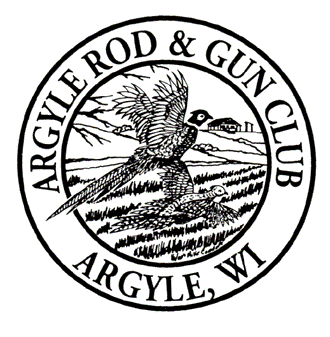 ARGYLE ROD & GUN CLUB
ARGYLE, WI